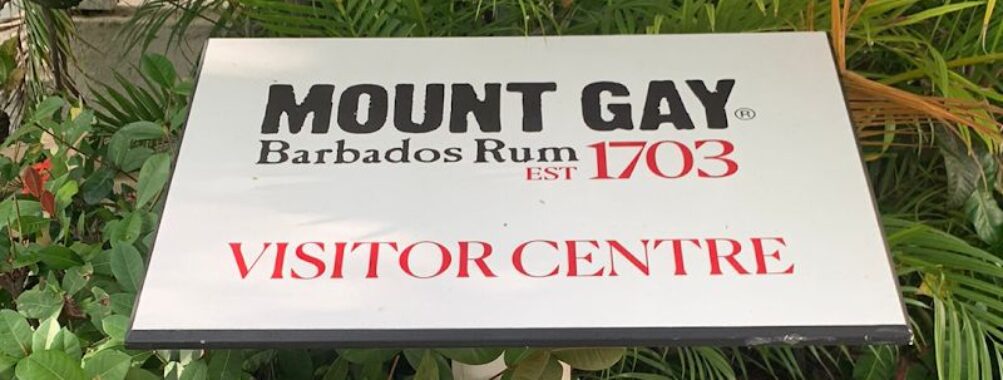 MOUNT GAY®
Barbados Rum
EST 1703
VISITOR CENTRE